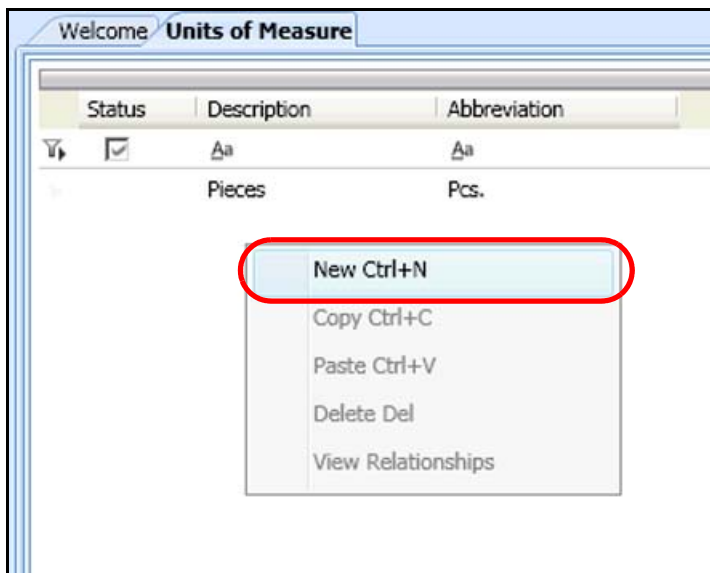 Welcome Units of Measure
Status Description Abbreviation
Aa Aa
Pieces Pcs.
New Ctrl+N
Copy Ctrl+C
Paste Ctrl+V
Delete Del
View Relationships